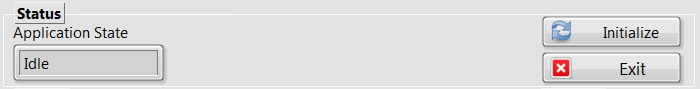 Status
Application State
Idle
Initialize
Exit